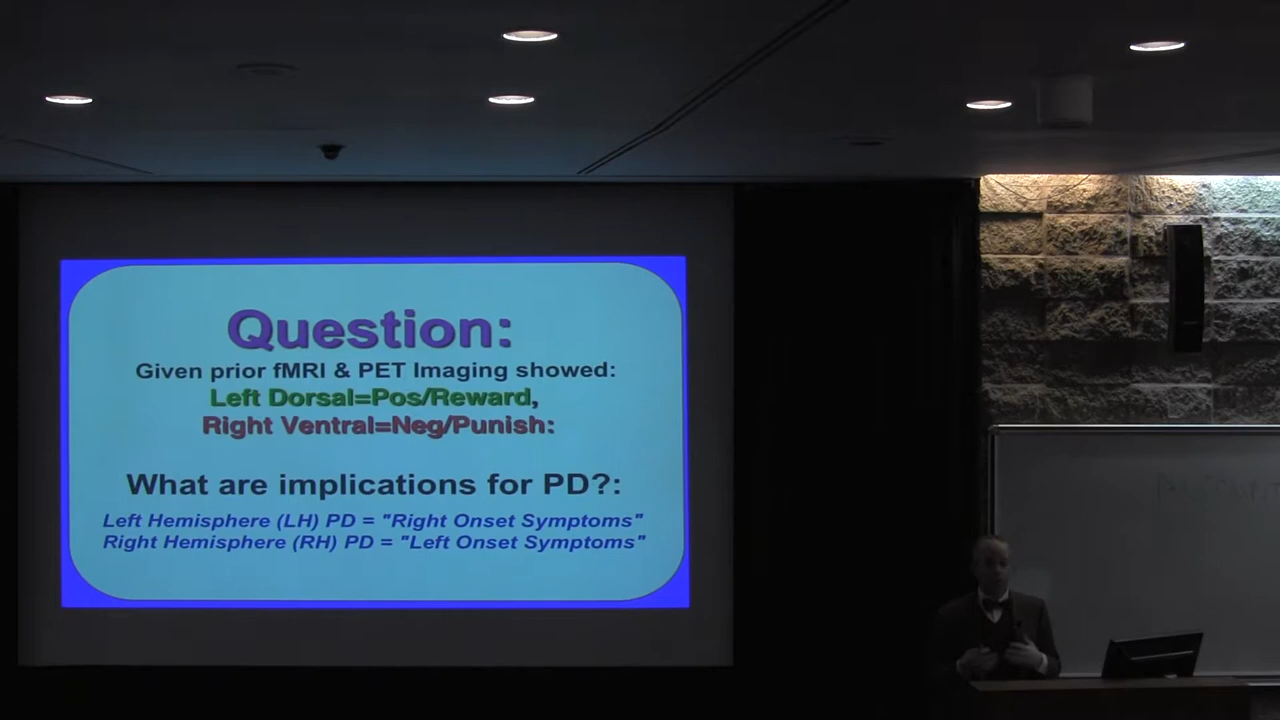 Question:
Given prior fMRI & PET Imaging showed:
Left Dorsal=Pos/Reward,
Right Ventral=Neg/Punish:
What are implications for PD?:
Left Hemisphere (LH) PD = "Right Onset Symptoms"
Right Hemisphere (RH) PD = "Left Onset Symptoms"